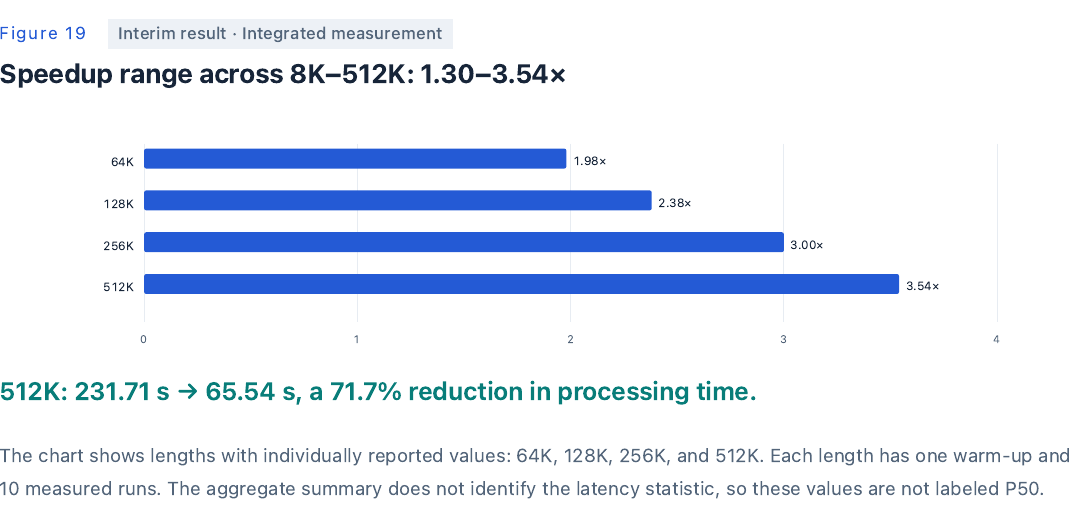 Figure 19
Interim result · Integrated measurement
Speedup range across 8K–512K: 1.30–3.54×
64K
1.98×
128K
2.38×
256K
3.00×
512K
3.54×
0 1 2 3 4
512K: 231.71 s → 65.54 s, a 71.7% reduction in processing time.
The chart shows lengths with individually reported values: 64K, 128K, 256K, and 512K. Each length has one warm-up and
10 measured runs. The aggregate summary does not identify the latency statistic, so these values are not labeled P50.